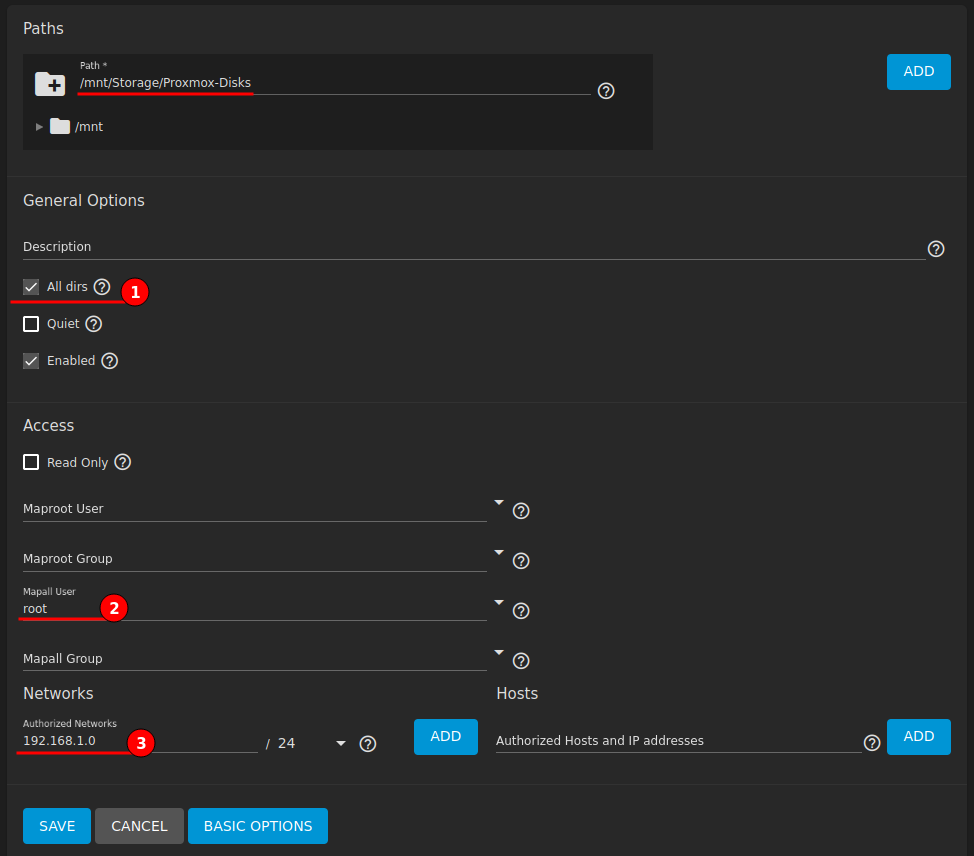 Paths
Path *
/mnt/Storage/Proxmox-Disks
ADD
/mnt
General Options
Description
All dirs
1
Quiet
Enabled
Access
Read Only
Maproot User
Maproot Group
Mapall User
root
2
Mapall Group
Networks
Authorized Networks
192.168.1.0
3
/ 24
ADD
Hosts
Authorized Hosts and IP addresses
ADD
SAVE
CANCEL
BASIC OPTIONS